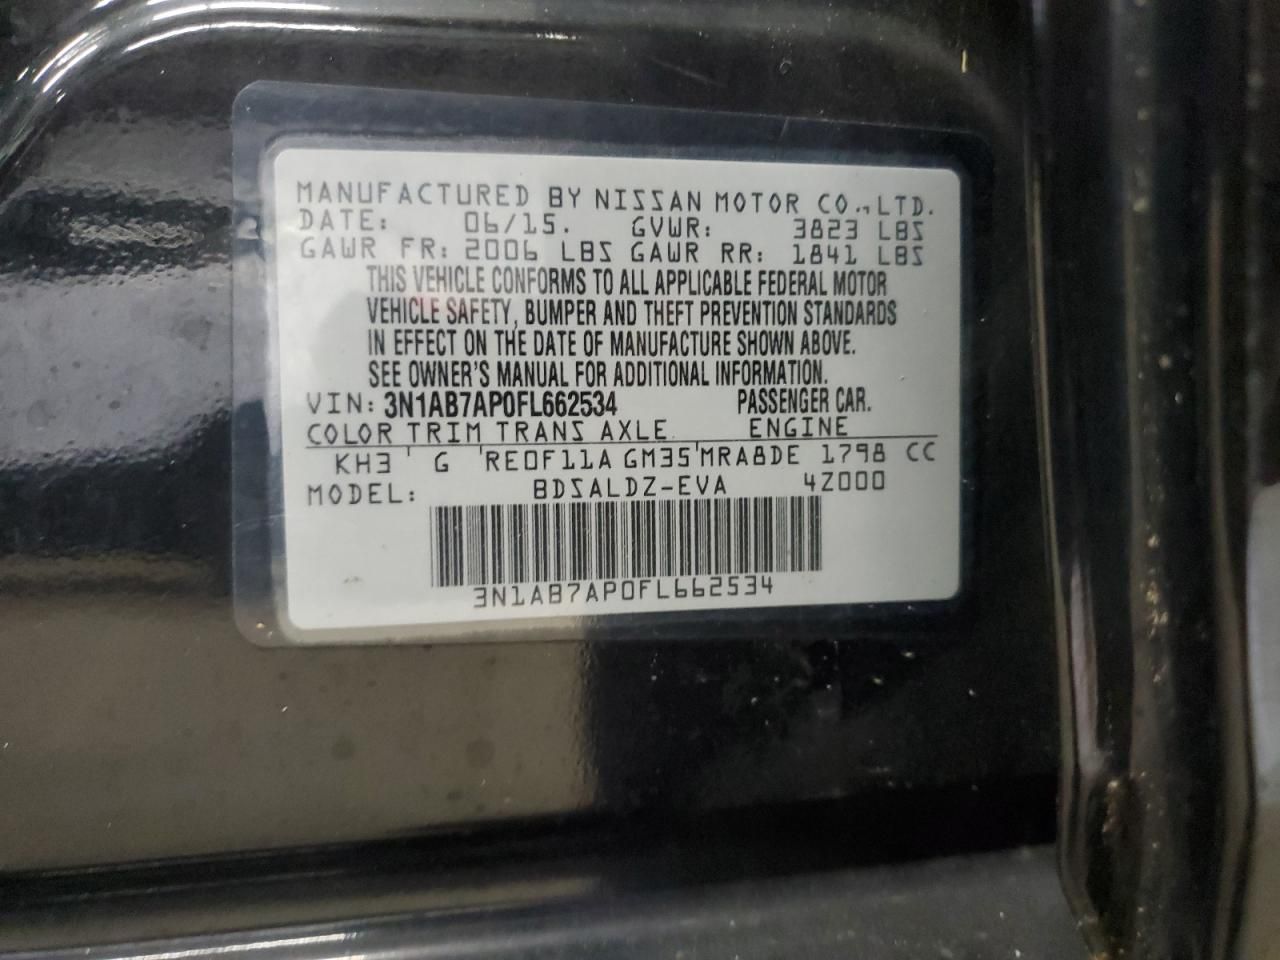 MANUFACTURED BY NISSAN MOTOR CO.,LTD.
DATE: 06/15. GVWR: 3823 LBS
GAWR FR: 2006 LBS GAWR RR: 1841 LBS
THIS VEHICLE CONFORMS TO ALL APPLICABLE FEDERAL MOTOR
VEHICLE SAFETY, BUMPER AND THEFT PREVENTION STANDARDS
IN EFFECT ON THE DATE OF MANUFACTURE SHOWN ABOVE.
SEE OWNER'S MANUAL FOR ADDITIONAL INFORMATION.
VIN: 3N1AB7AP0FL662534 PASSENGER CAR.
COLOR TRIM TRANS AXLE ENGINE
KH3 G RE0F11A GM35 MRA8DE 1798 CC
MODEL: BDSALDZ-EVA 4Z000
3N1AB7AP0FL662534